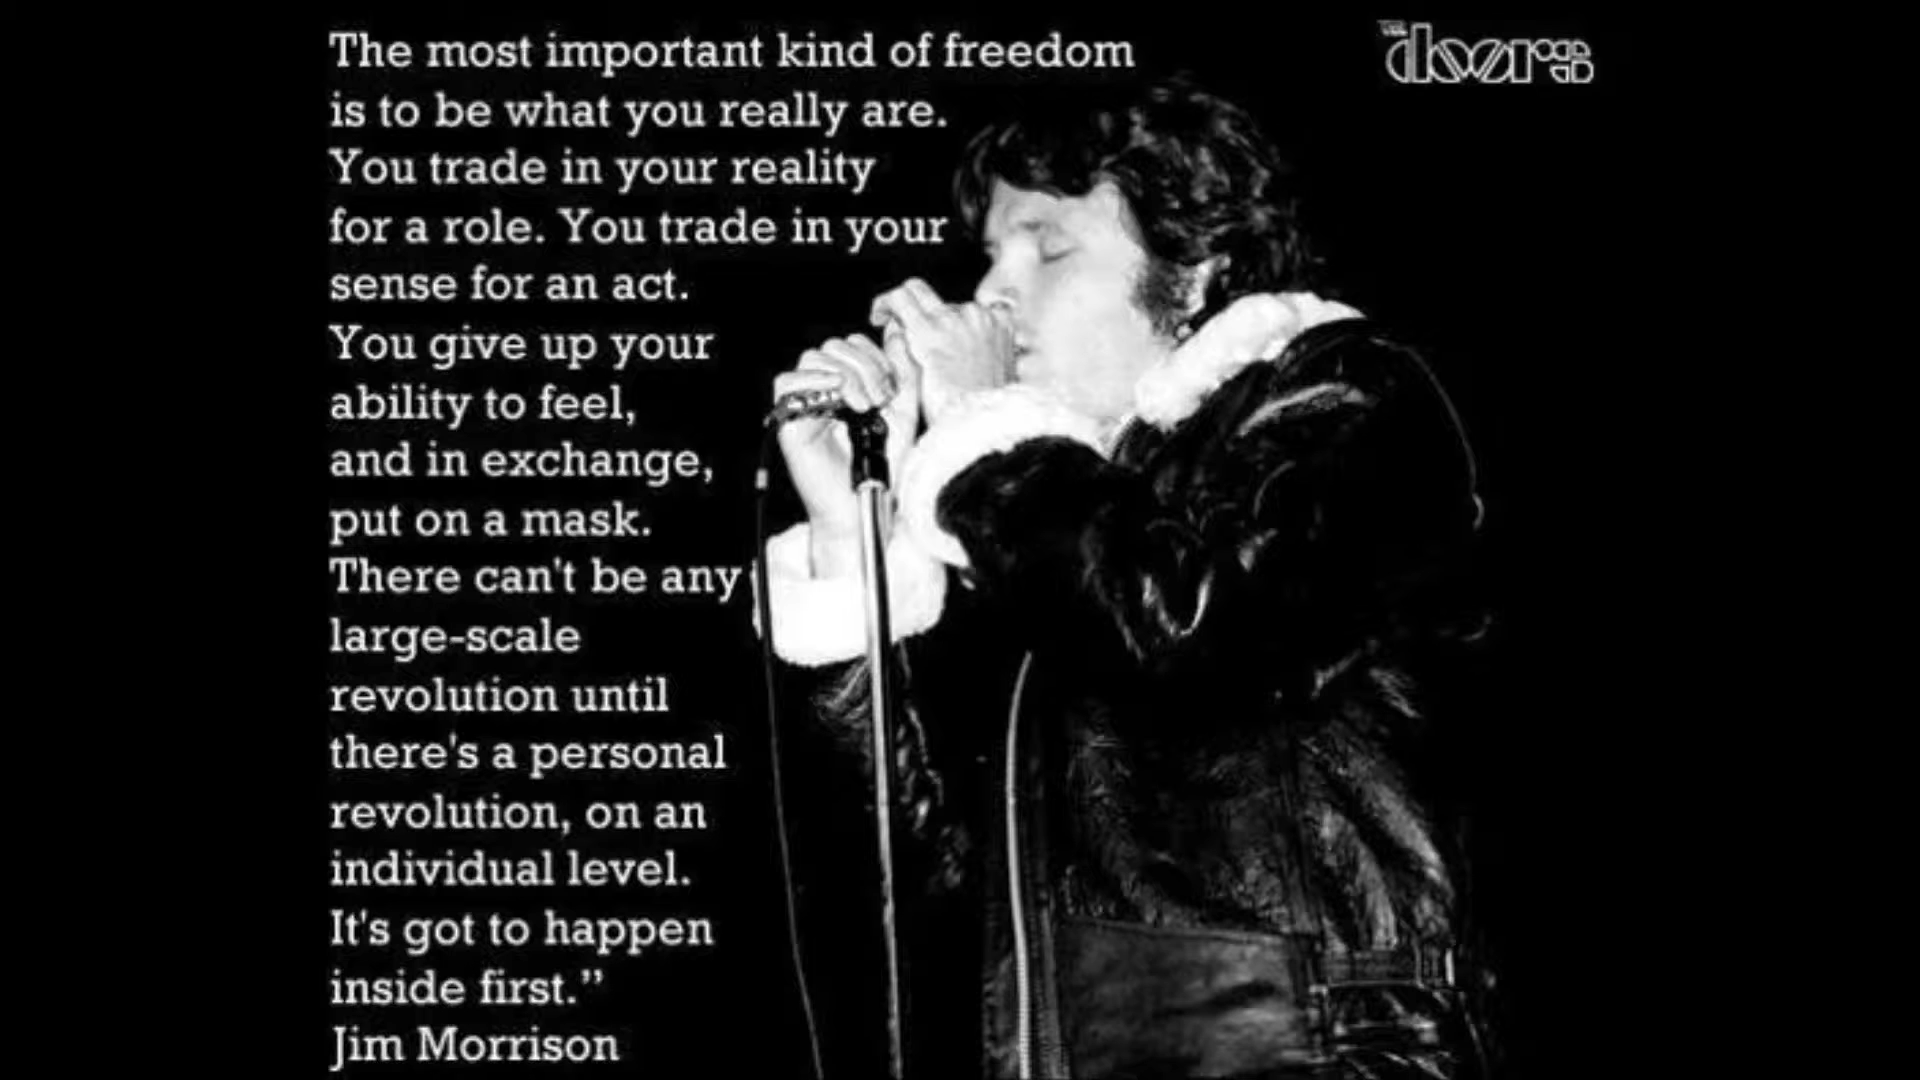 The most important kind of freedom
is to be what you really are.
You trade in your reality
for a role. You trade in your
sense for an act.
You give up your
ability to feel,
and in exchange,
put on a mask.
There can't be any
large-scale
revolution until
there's a personal
revolution, on an
individual level.
It's got to happen
inside first.”
Jim Morrison
THE
doors